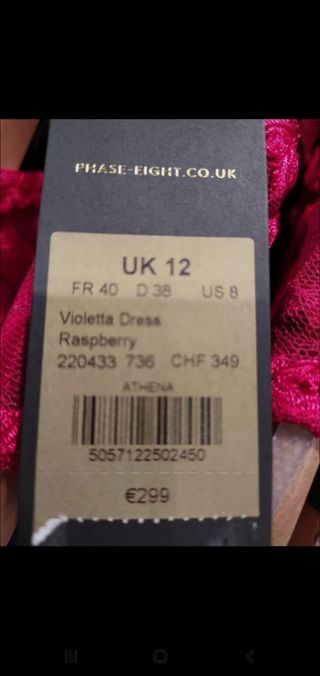 PHASE-EIGHT.CO.UK
UK 12
FR 40 D 38 US 8
Violetta Dress
Raspberry
220433 736 CHF 349
ATHENA
5057122502450
€299